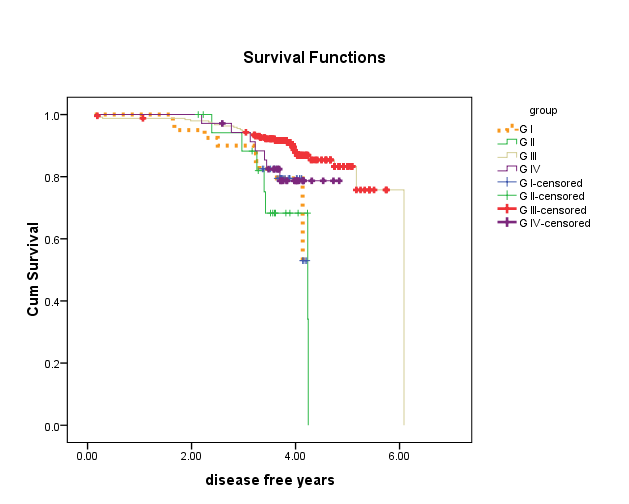 Survival Functions
Cum Survival
1.0
0.8
0.6
0.4
0.2
0.0
0.00 2.00 4.00 6.00
disease free years
group
G I
G II
G III
G IV
G I-censored
G II-censored
G III-censored
G IV-censored